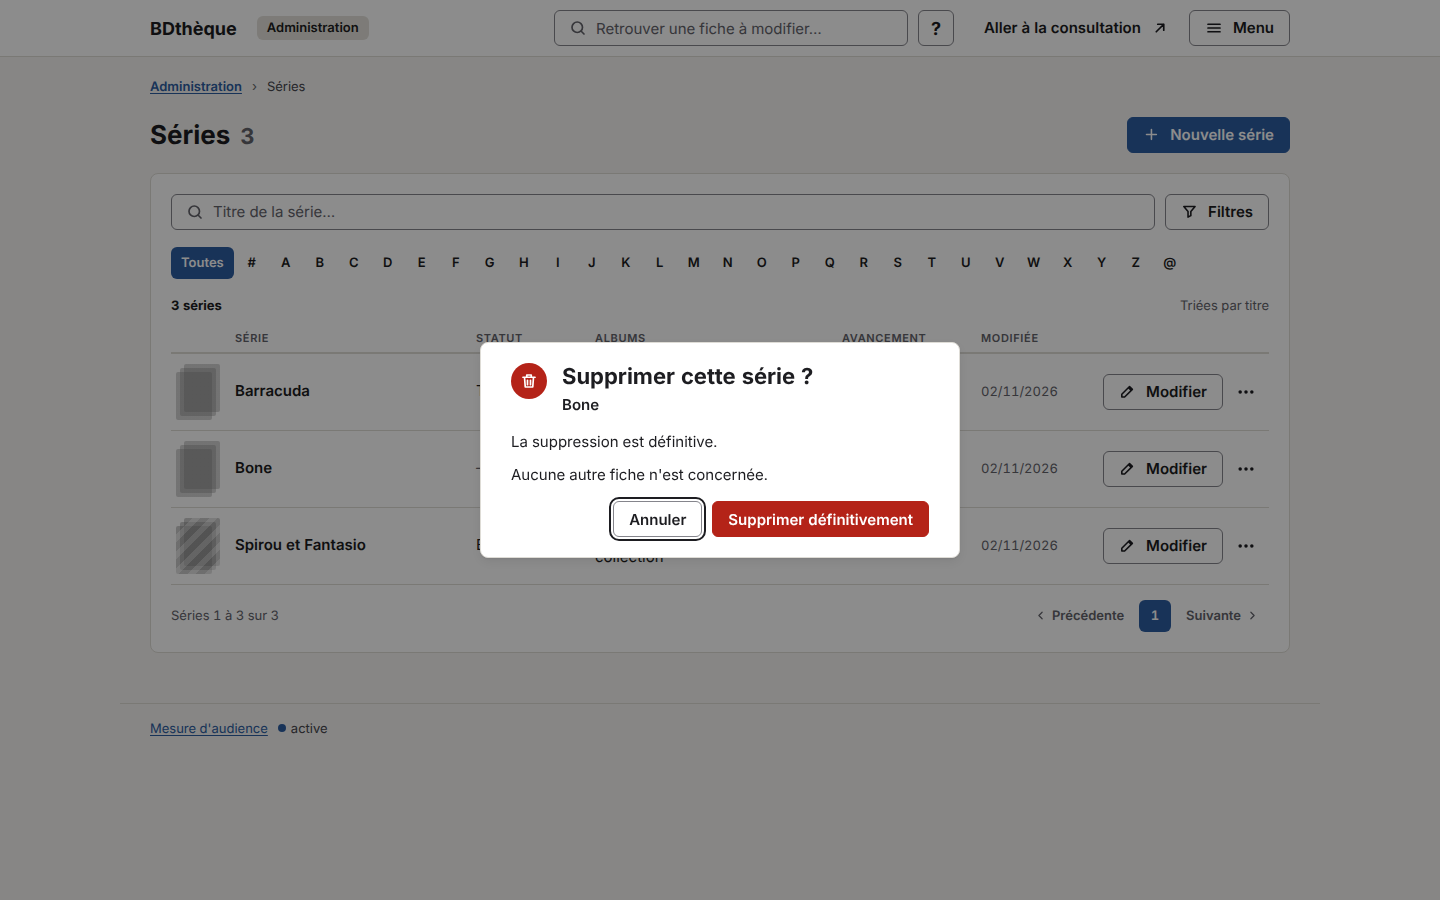 BDthèque
Administration
Retrouver une fiche à modifier...
?
Aller à la consultation
Menu
Administration › Séries
Séries 3
Nouvelle série
Titre de la série...
Filtres
Toutes # A B C D E F G H I J K L M N O P Q R S T U V W X Y Z @
3 séries
Triées par titre
SÉRIE STATUT ALBUMS AVANCEMENT MODIFIÉE
Barracuda
02/11/2026
Modifier
Bone
02/11/2026
Modifier
Spirou et Fantasio
collection
02/11/2026
Modifier
Supprimer cette série ?
Bone
La suppression est définitive.
Aucune autre fiche n'est concernée.
Annuler
Supprimer définitivement
Séries 1 à 3 sur 3
Précédente
1
Suivante
Mesure d'audience
active